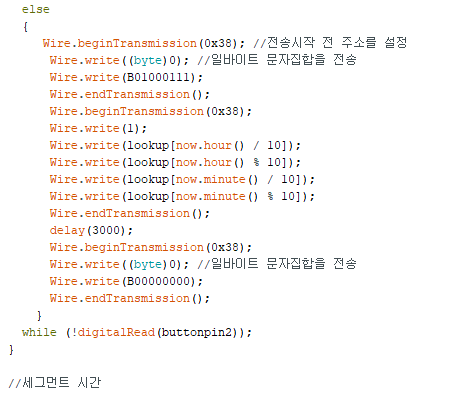 else
{
Wire.beginTransmission(0x38); //전송시작 전 주소를 설정
Wire.write((byte)0); //일바이트 문자집합을 전송
Wire.write(B01000111);
Wire.endTransmission();
Wire.beginTransmission(0x38);
Wire.write(1);
Wire.write(lookup[now.hour() / 10]);
Wire.write(lookup[now.hour() % 10]);
Wire.write(lookup[now.minute() / 10]);
Wire.write(lookup[now.minute() % 10]);
Wire.endTransmission();
delay(3000);
Wire.beginTransmission(0x38);
Wire.write((byte)0); //일바이트 문자집합을 전송
Wire.write(B00000000);
Wire.endTransmission();
}
while (!digitalRead(buttonpin2));
}
//세그먼트 시간